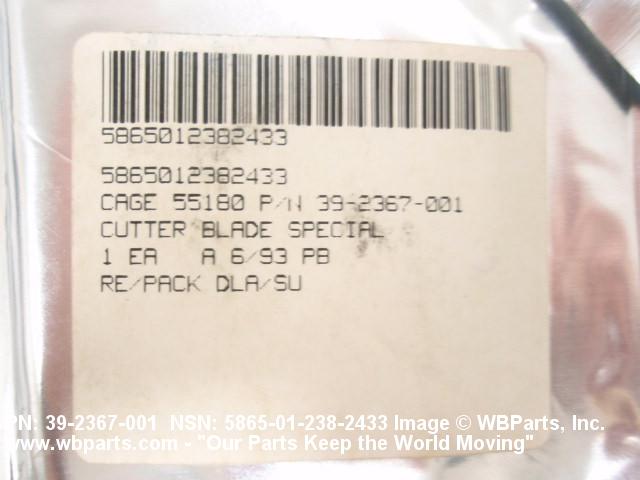 5865012382433
5865012382433
CAGE 55180 P/N 39-2367-001
CUTTER BLADE SPECIAL
1 EA A 6/93 PB
RE/PACK DLA/SU
PN: 39-2367-001 NSN: 5865-01-238-2433 Image © WBParts, Inc.
www.wbparts.com - "Our Parts Keep the World Moving"